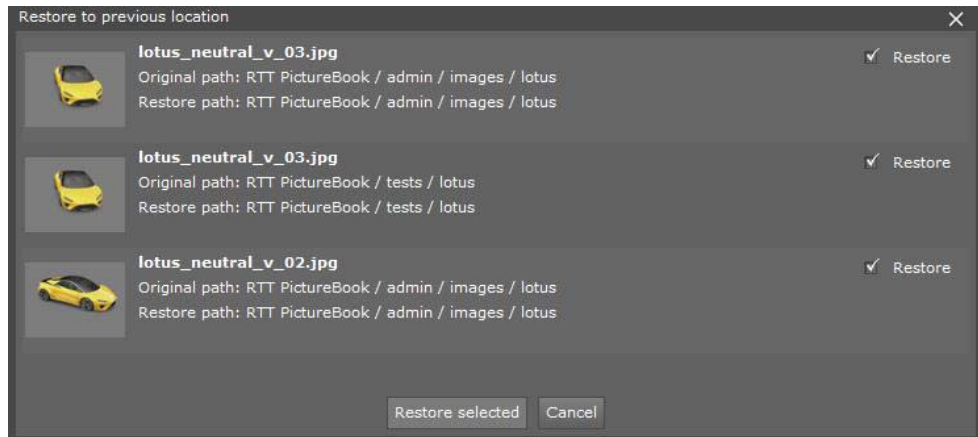 Restore to previous location
lotus_neutral_v_03.jpg
Restore
Original path: RTT PictureBook / admin / images / lotus
Restore path: RTT PictureBook / admin / images / lotus
lotus_neutral_v_03.jpg
Restore
Original path: RTT PictureBook / tests / lotus
Restore path: RTT PictureBook / tests / lotus
lotus_neutral_v_02.jpg
Restore
Original path: RTT PictureBook / admin / images / lotus
Restore path: RTT PictureBook / admin / images / lotus
Restore selected Cancel